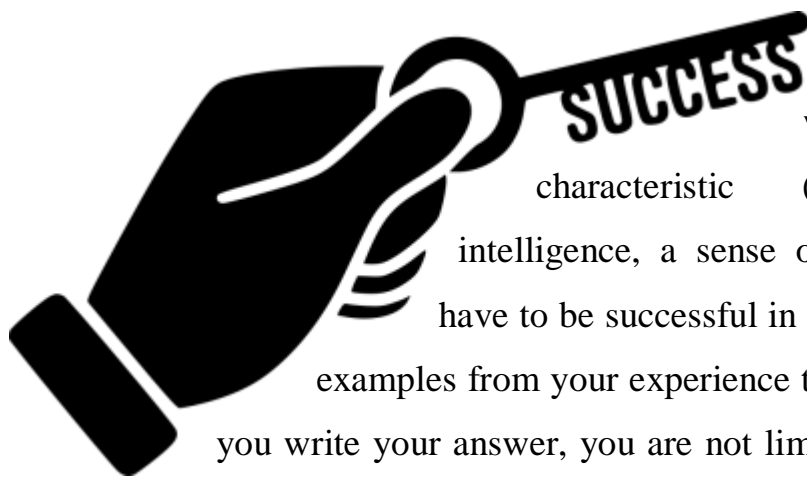 SUCCESS
characteristic (
intelligence, a sense o
have to be successful in
examples from your experience t
you write your answer, you are not lim